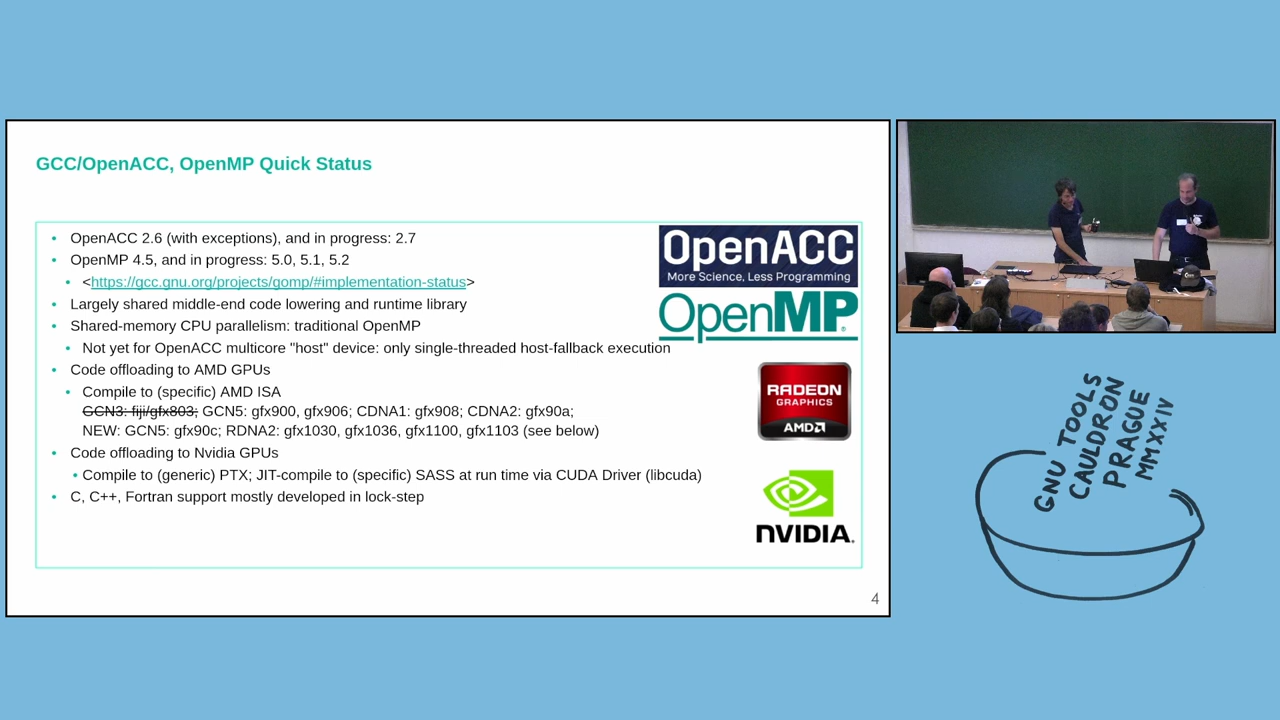 GCC/OpenACC, OpenMP Quick Status
• OpenACC 2.6 (with exceptions), and in progress: 2.7
• OpenMP 4.5, and in progress: 5.0, 5.1, 5.2
• <https://gcc.gnu.org/projects/gomp/#implementation-status>
• Largely shared middle-end code lowering and runtime library
• Shared-memory CPU parallelism: traditional OpenMP
• Not yet for OpenACC multicore "host" device: only single-threaded host-fallback execution
• Code offloading to AMD GPUs
• Compile to (specific) AMD ISA
GCN3: fiji/gfx803; GCN5: gfx900, gfx906; CDNA1: gfx908; CDNA2: gfx90a;
NEW: GCN5: gfx90c; RDNA2: gfx1030, gfx1036, gfx1100, gfx1103 (see below)
• Code offloading to Nvidia GPUs
• Compile to (generic) PTX; JIT-compile to (specific) SASS at run time via CUDA Driver (libcuda)
• C, C++, Fortran support mostly developed in lock-step
OpenACC
More Science, Less Programming
OpenMP®
RADEON
GRAPHICS
AMD
NVIDIA.
4
GNU TOOLS
CAULDRON
PRAGUE
MMXXIV